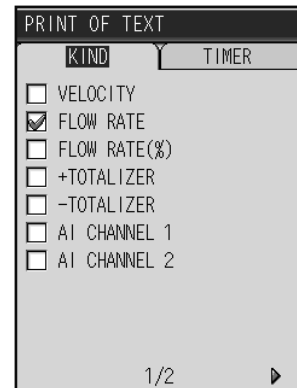 PRINT OF TEXT
KIND TIMER
VELOCITY
FLOW RATE
FLOW RATE(%)
+TOTALIZER
-TOTALIZER
AI CHANNEL 1
AI CHANNEL 2
1/2